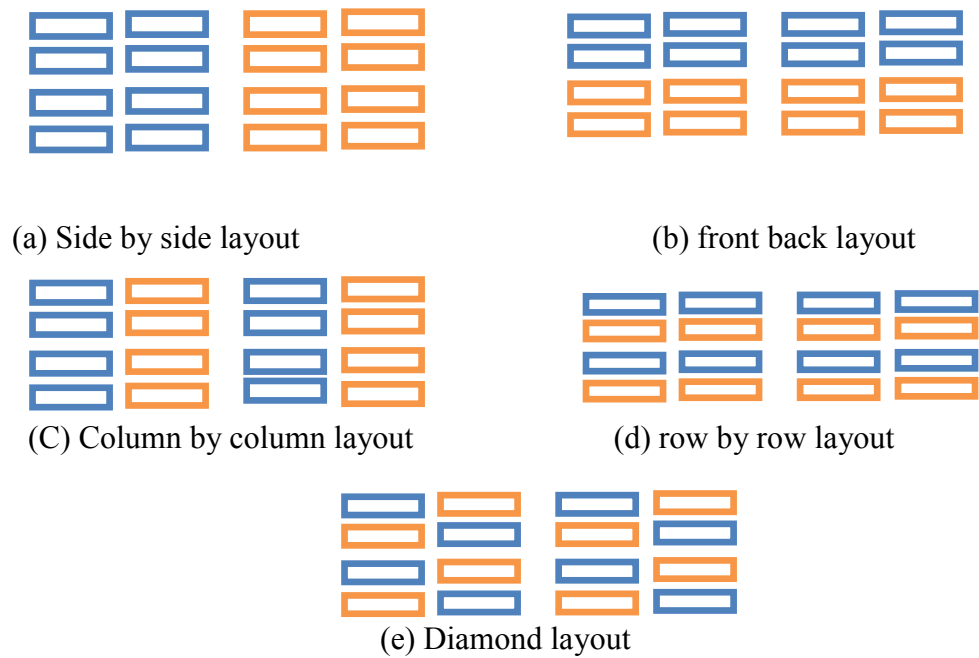 (a) Side by side layout
(b) front back layout
(C) Column by column layout
(d) row by row layout
(e) Diamond layout